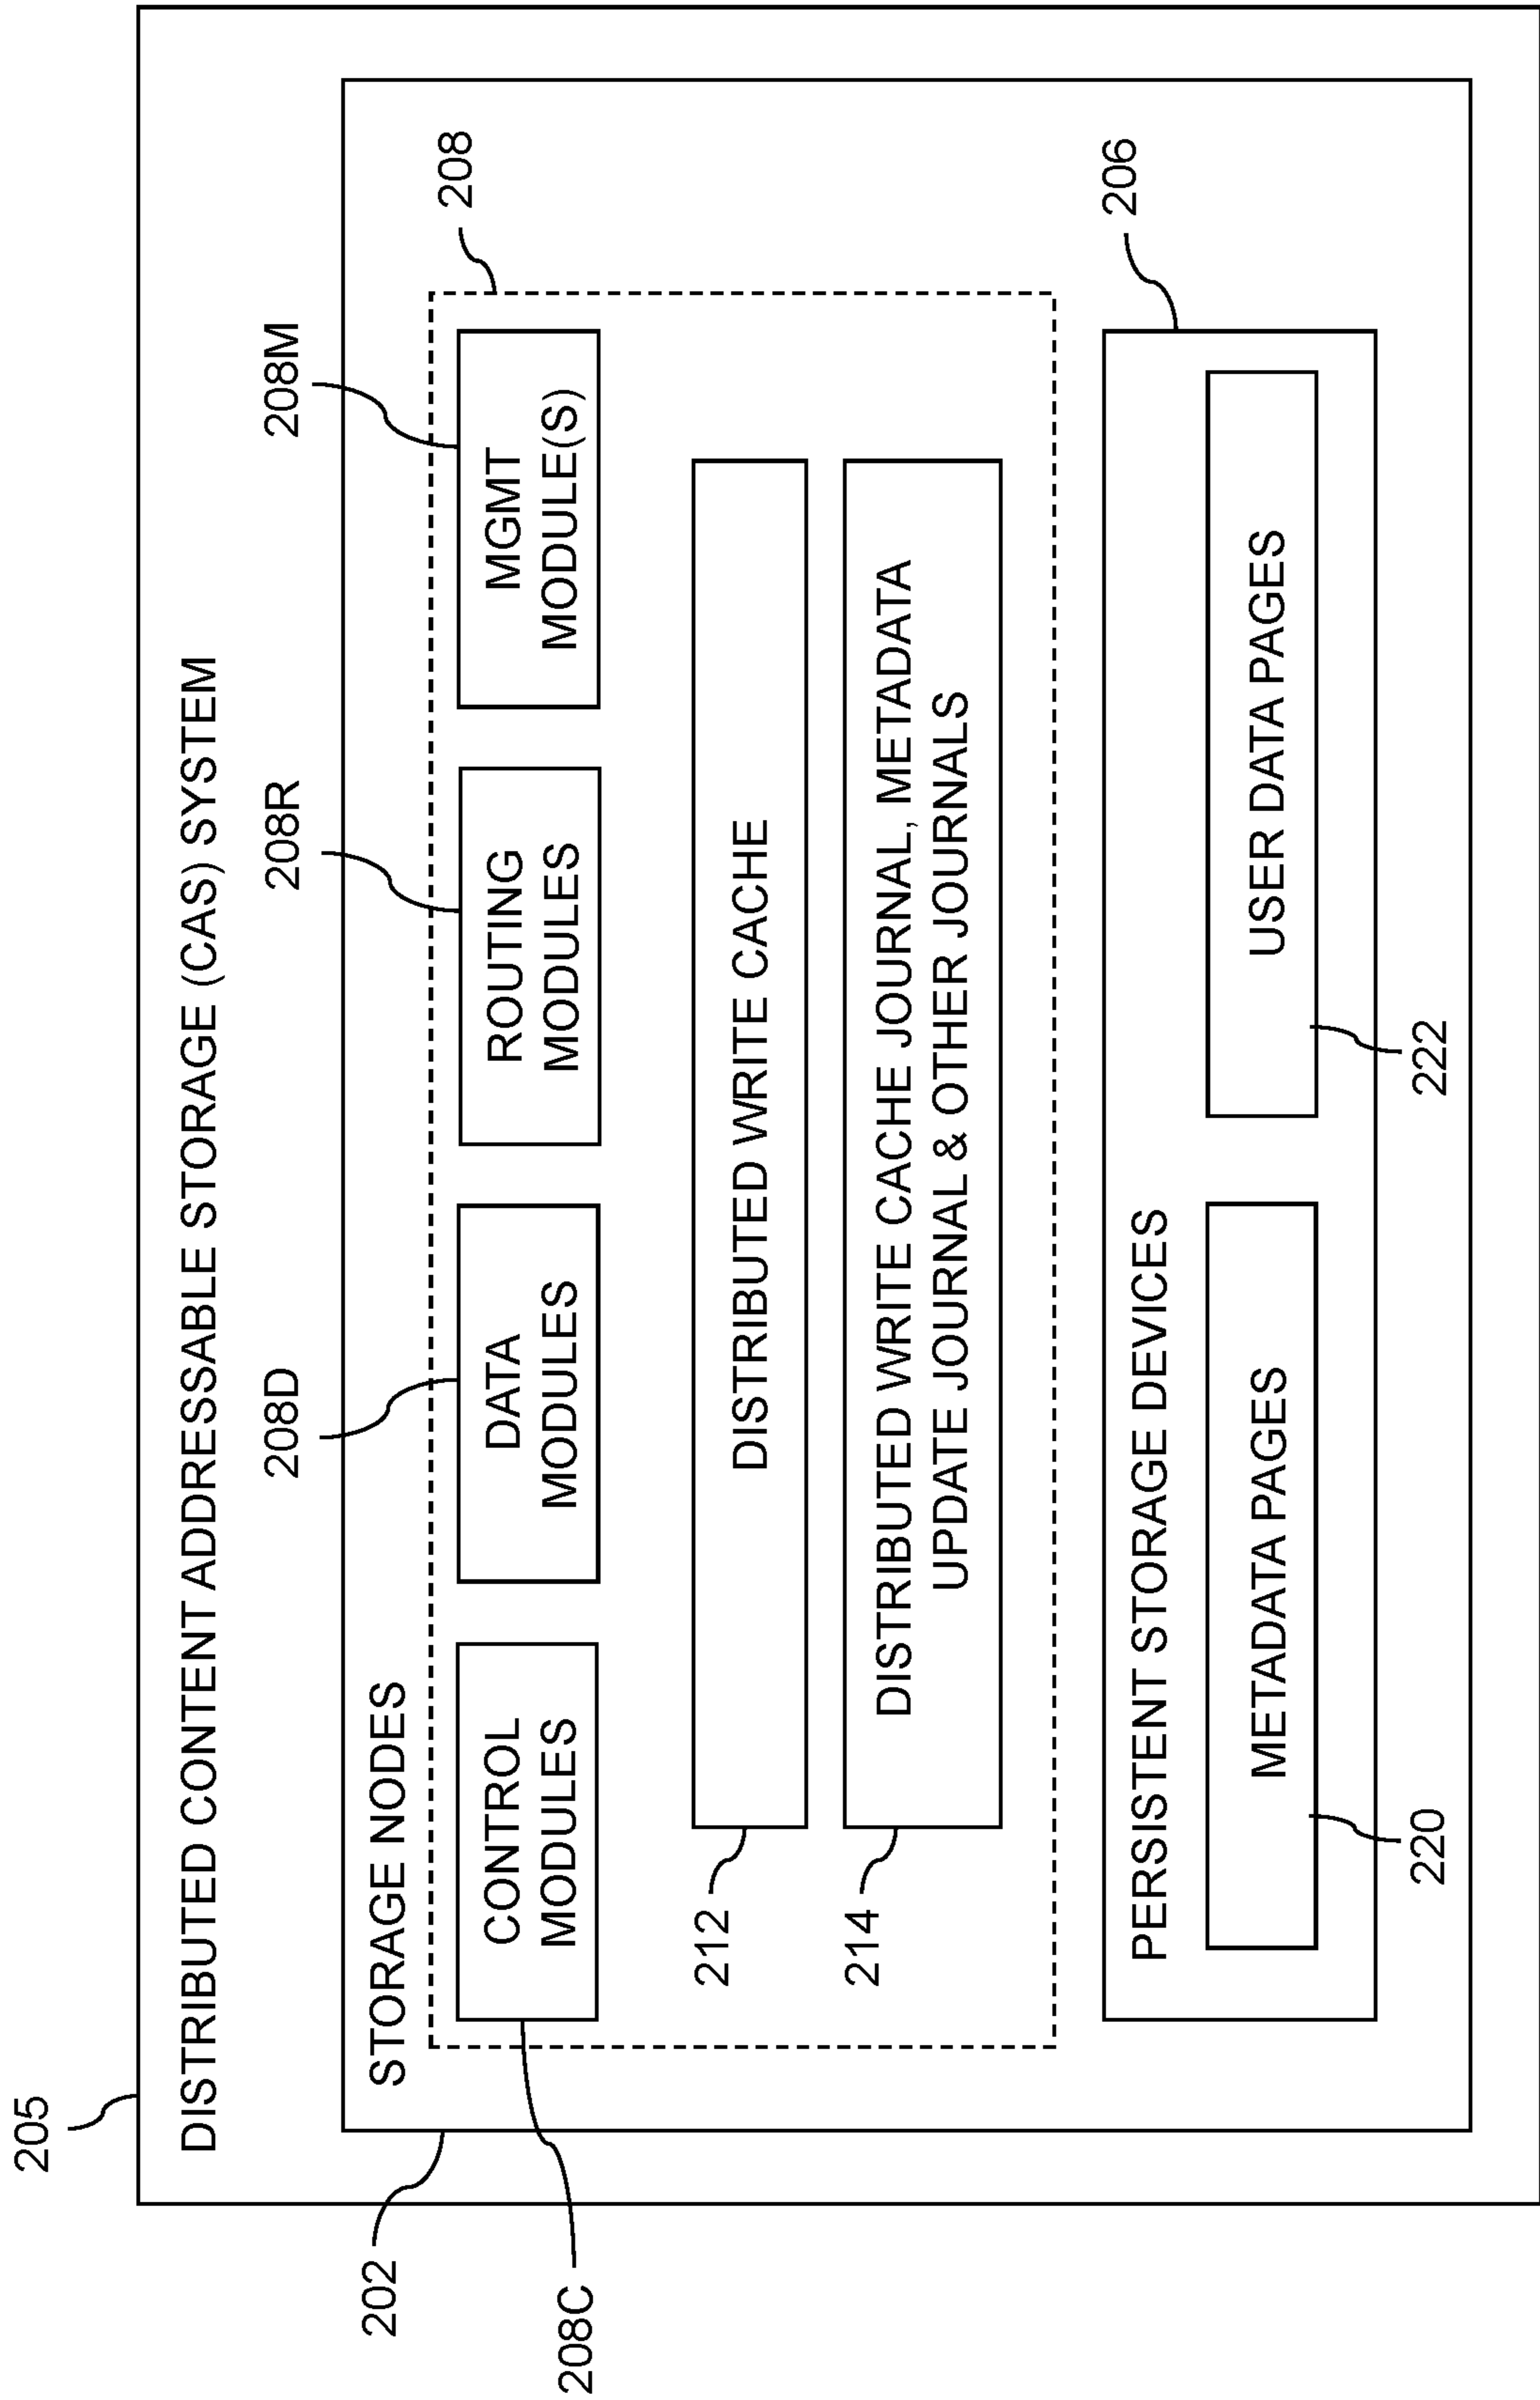 205
DISTRIBUTED CONTENT ADDRESSABLE STORAGE (CAS) SYSTEM
208D
208R
208M
202
STORAGE NODES
208
208C
CONTROL
MODULES
DATA
MODULES
ROUTING
MODULES
MGMT
MODULE(S)
212
DISTRIBUTED WRITE CACHE
214
DISTRIBUTED WRITE CACHE JOURNAL, METADATA
UPDATE JOURNAL & OTHER JOURNALS
206
PERSISTENT STORAGE DEVICES
METADATA PAGES
USER DATA PAGES
220
222